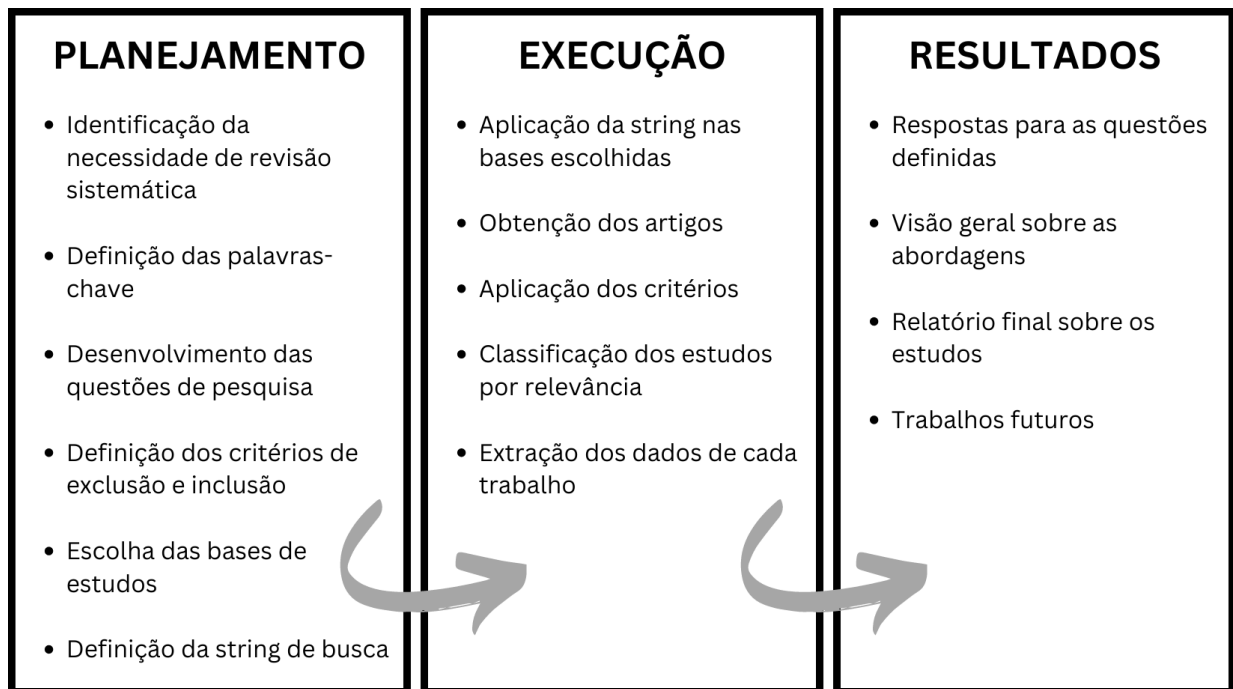 PLANEJAMENTO
• Identificação da
necessidade de revisão
sistemática
• Definição das palavras-
chave
• Desenvolvimento das
questões de pesquisa
• Definição dos critérios de
exclusão e inclusão
• Escolha das bases de
estudos
• Definição da string de busca
EXECUÇÃO
• Aplicação da string nas
bases escolhidas
• Obtenção dos artigos
• Aplicação dos critérios
• Classificação dos estudos
por relevância
• Extração dos dados de cada
trabalho
RESULTADOS
• Respostas para as questões
definidas
• Visão geral sobre as
abordagens
• Relatório final sobre os
estudos
• Trabalhos futuros